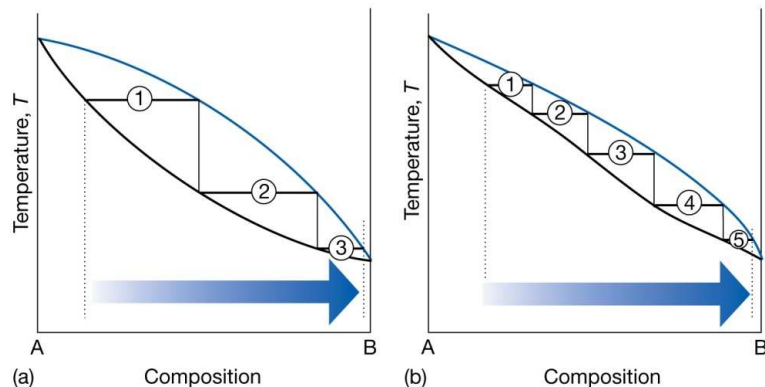 Temperature, T
1
2
3
A
B
(a)
Composition
Temperature, T
1
2
3
4
5
A
B
(b)
Composition